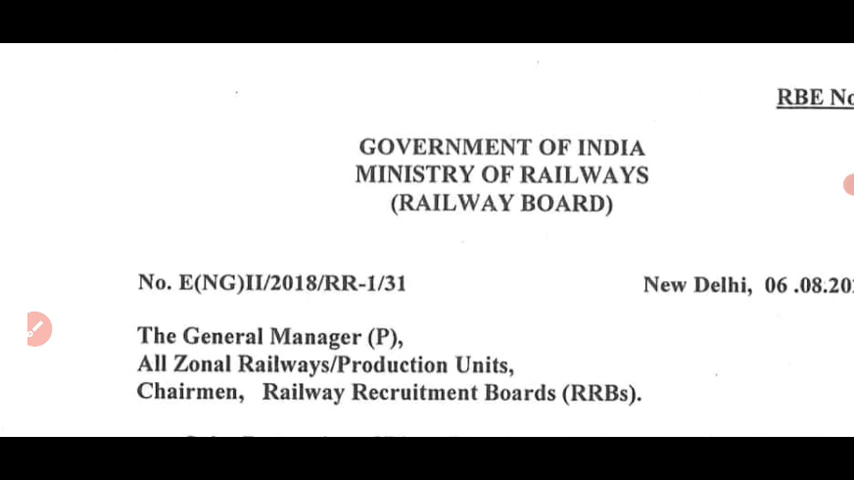 RBE No
GOVERNMENT OF INDIA
MINISTRY OF RAILWAYS
(RAILWAY BOARD)
No. E(NG)II/2018/RR-1/31
New Delhi, 06 .08.20
The General Manager (P),
All Zonal Railways/Production Units,
Chairmen, Railway Recruitment Boards (RRBs).